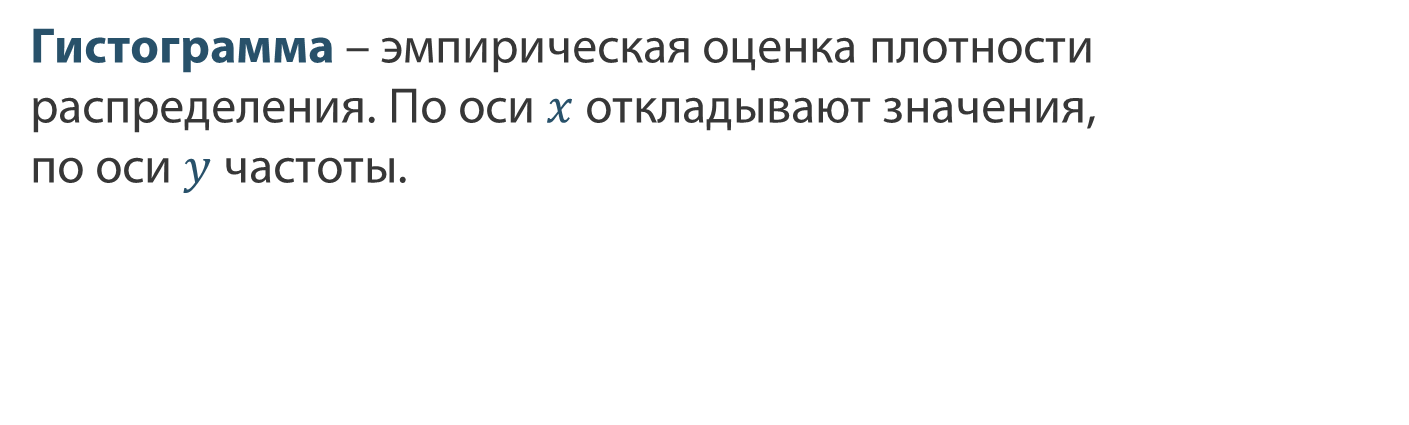 Гистограмма – эмпирическая оценка плотности
распределения. По оси x откладывают значения,
по оси y частоты.